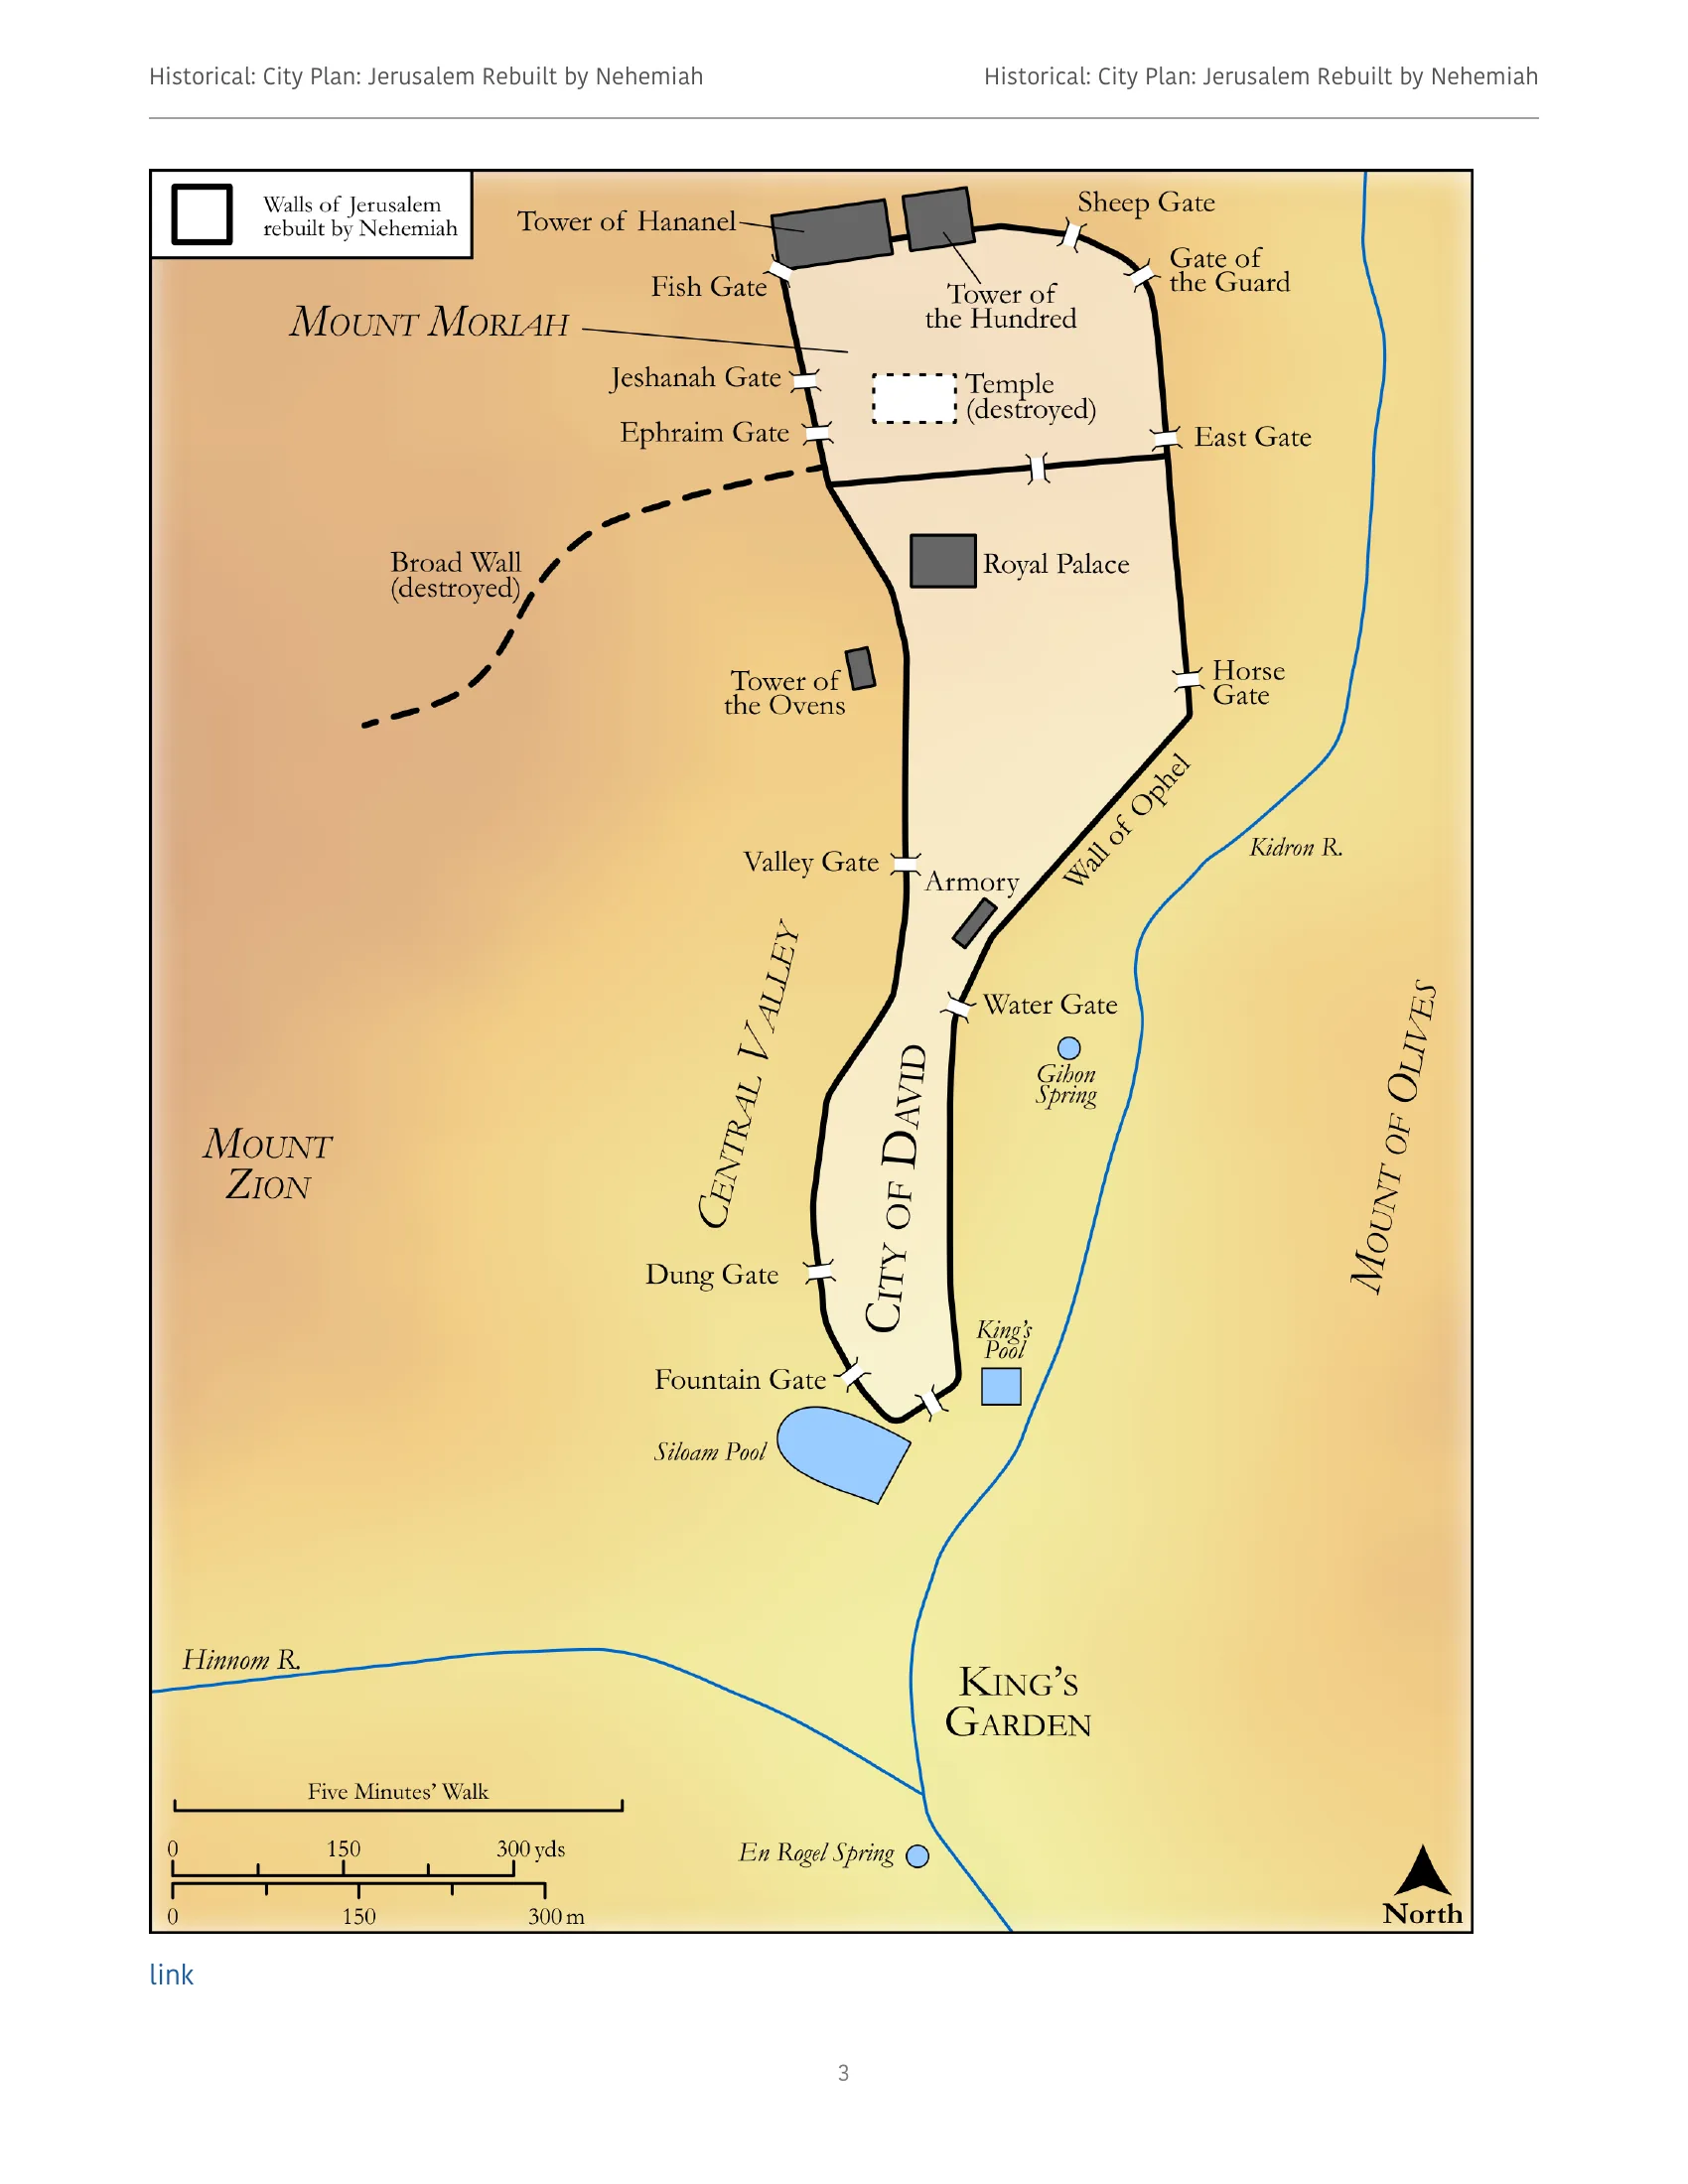 Historical: City Plan: Jerusalem Rebuilt by Nehemiah
Historical: City Plan: Jerusalem Rebuilt by Nehemiah
Walls of Jerusalem
rebuilt by Nehemiah
Tower of Hananel
Sheep Gate
Gate of
the Guard
Fish Gate
Tower of
the Hundred
MOUNT MORIAH
Jeshanah Gate
Temple
(destroyed)
Ephraim Gate
East Gate
Broad Wall
(destroyed)
Royal Palace
Tower of
the Ovens
Horse
Gate
Wall of Ophel
Kidron R.
Valley Gate
Armory
CENTRAL VALLEY
Water Gate
Gihon
Spring
MOUNT OF OLIVES
CITY OF DAVID
MOUNT
ZION
Dung Gate
King's
Pool
Fountain Gate
Siloam Pool
Hinnom R.
KING'S
GARDEN
Five Minutes' Walk
0 150 300 yds
0 150 300 m
En Rogel Spring
North
link
3